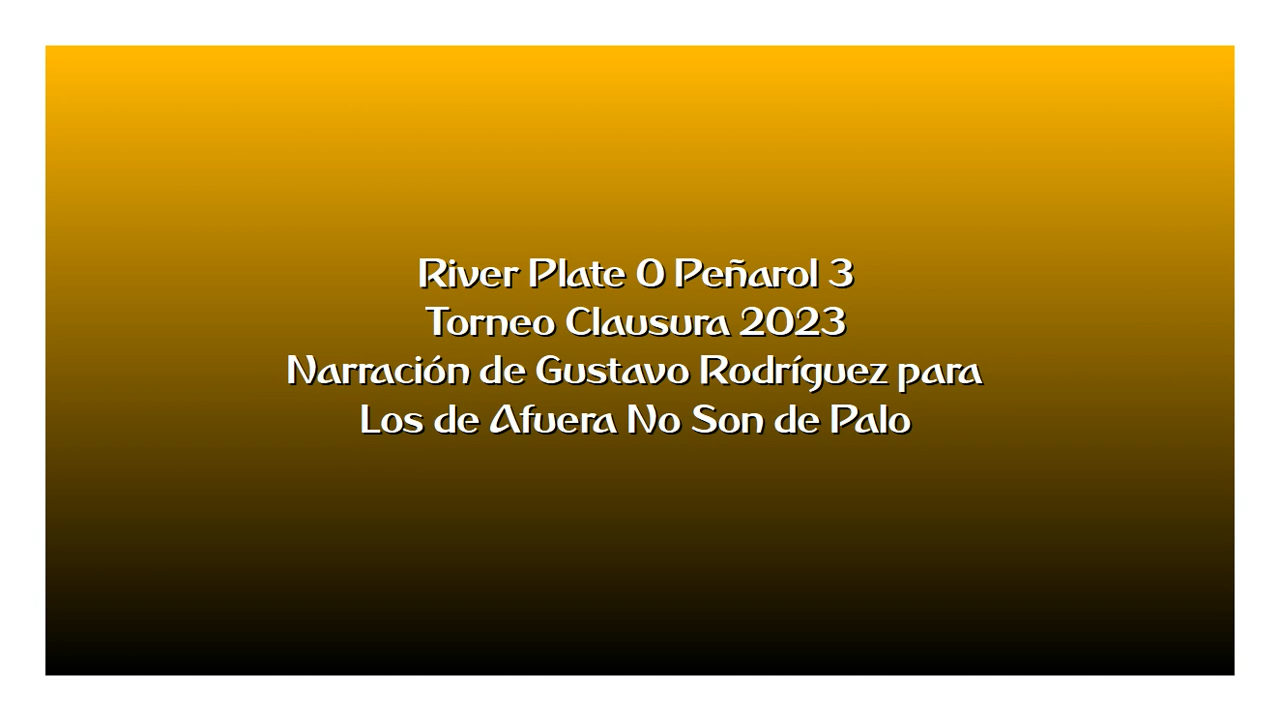 River Plate 0 Peñarol 3
Torneo Clausura 2023
Narración de Gustavo Rodríguez para
Los de Afuera No Son de Palo